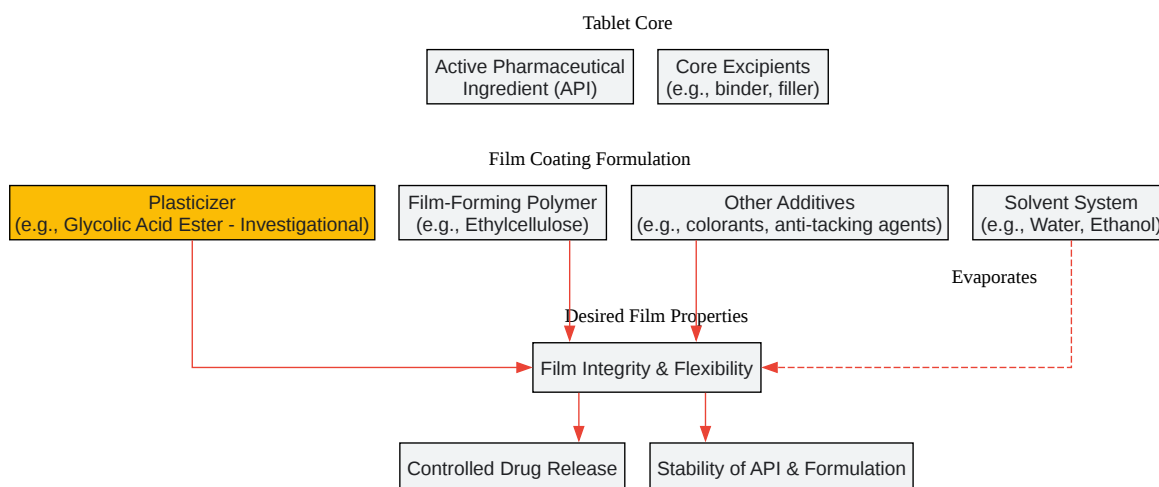 Tablet Core
Active Pharmaceutical
Ingredient (API)
Core Excipients
(e.g., binder, filler)
Film Coating Formulation
Plasticizer
(e.g., Glycolic Acid Ester - Investigational)
Film-Forming Polymer
(e.g., Ethylcellulose)
Other Additives
(e.g., colorants, anti-tacking agents)
Solvent System
(e.g., Water, Ethanol)
Evaporates
Desired Film Properties
Film Integrity & Flexibility
Controlled Drug Release
Stability of API & Formulation